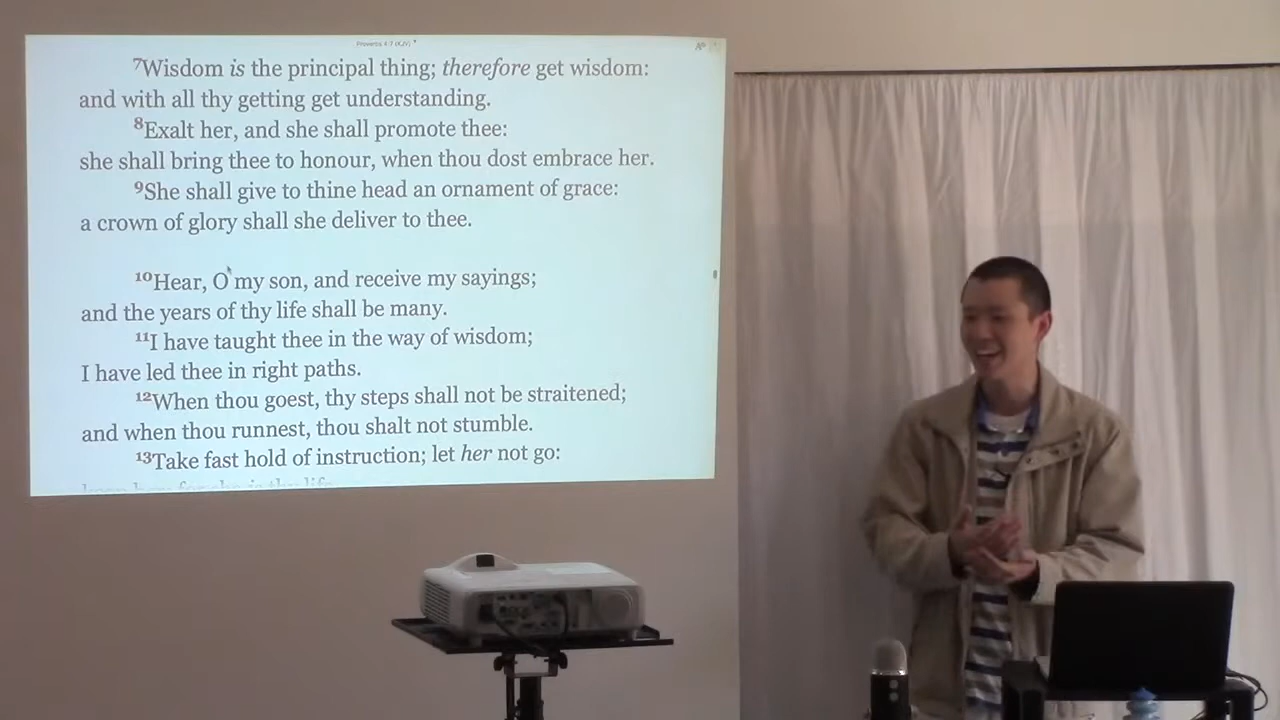 Proverbs 4:7 (KJV)
7Wisdom is the principal thing; therefore get wisdom:
and with all thy getting get understanding.
8Exalt her, and she shall promote thee:
she shall bring thee to honour, when thou dost embrace her.
9She shall give to thine head an ornament of grace:
a crown of glory shall she deliver to thee.
10Hear, O my son, and receive my sayings;
and the years of thy life shall be many.
11I have taught thee in the way of wisdom;
I have led thee in right paths.
12When thou goest, thy steps shall not be straitened;
and when thou runnest, thou shalt not stumble.
13Take fast hold of instruction; let her not go: